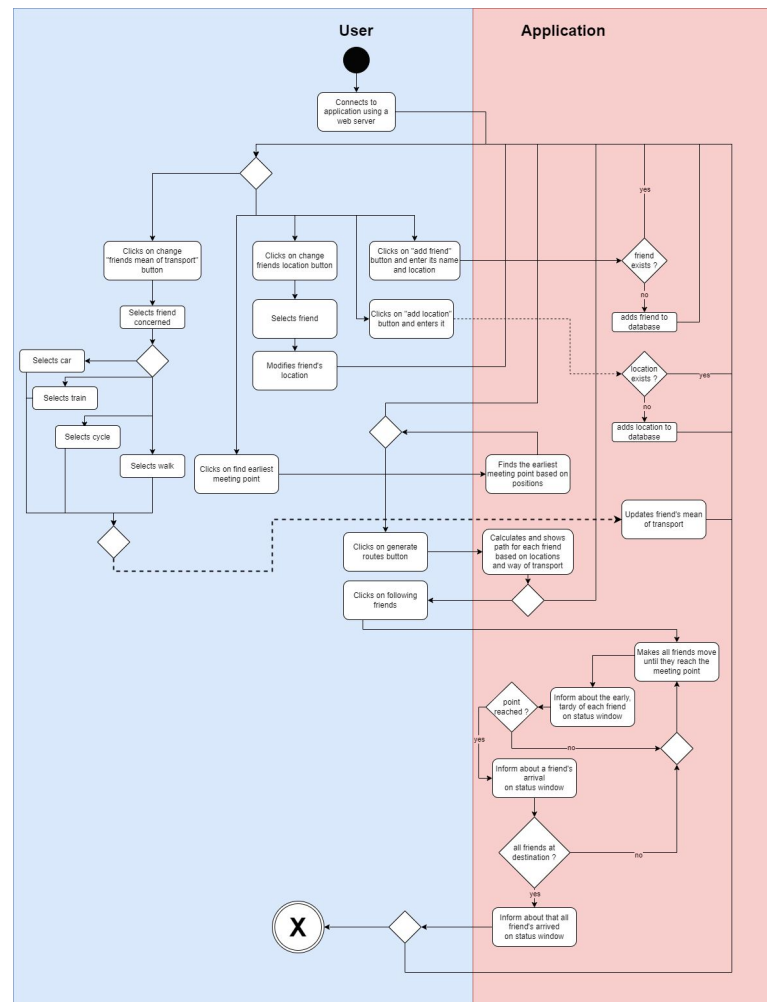 User
Application
Connects to
application using a
web server
yes
Clicks on change
"friends mean of transport"
button
Clicks on change
friends location button
Clicks on "add friend"
button and enter its name
and location
friend
exists ?
no
Selects friend
concerned
Selects friend
Clicks on "add location"
button and enters it
adds friend to
database
Selects car
Modifies friend's
location
location
exists ?
yes
Selects train
no
Selects cycle
adds location to
database
Selects walk
Clicks on find earliest
meeting point
Finds the earliest
meeting point based on
positions
Updates friend's mean
of transport
Clicks on generate
routes button
Calculates and shows
path for each friend
based on locations
and way of transport
Clicks on following
friends
Makes all friends move
until they reach the
meeting point
point
reached ?
Inform about the early,
tardy of each friend
on status window
yes
no
Inform about a friend's
arrival
on status window
all friends at
destination ?
no
yes
Inform about that all
friend's arrived
on status window
X